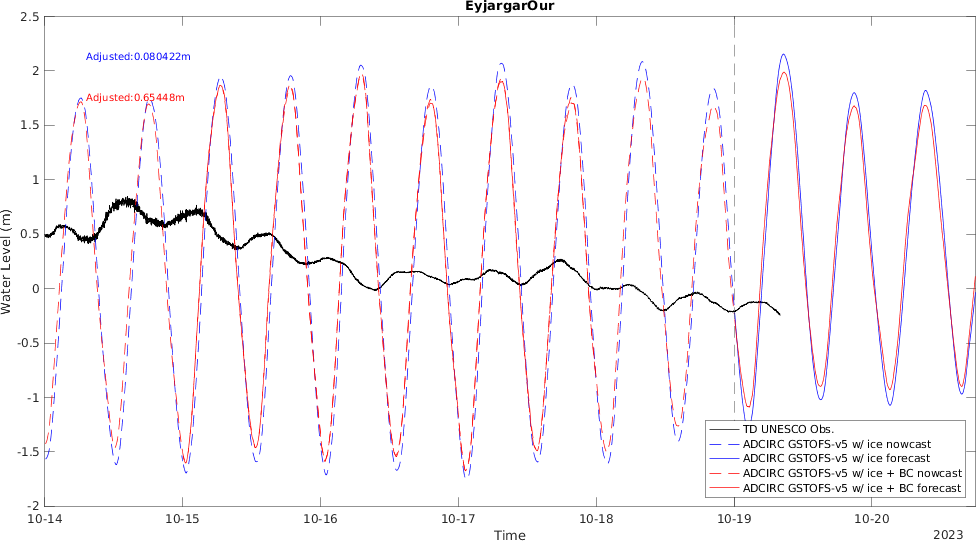 EyjargarOur
2.5
2
1.5
1
0.5
0
-0.5
-1
-1.5
-2
Water Level (m)
Adjusted:0.080422m
Adjusted:0.65448m
TD UNESCO Obs.
ADCIRC GSTOFS-v5 w/ ice nowcast
ADCIRC GSTOFS-v5 w/ ice forecast
ADCIRC GSTOFS-v5 w/ ice + BC nowcast
ADCIRC GSTOFS-v5 w/ ice + BC forecast
10-14 10-15 10-16 10-17 10-18 10-19 10-20
Time
2023